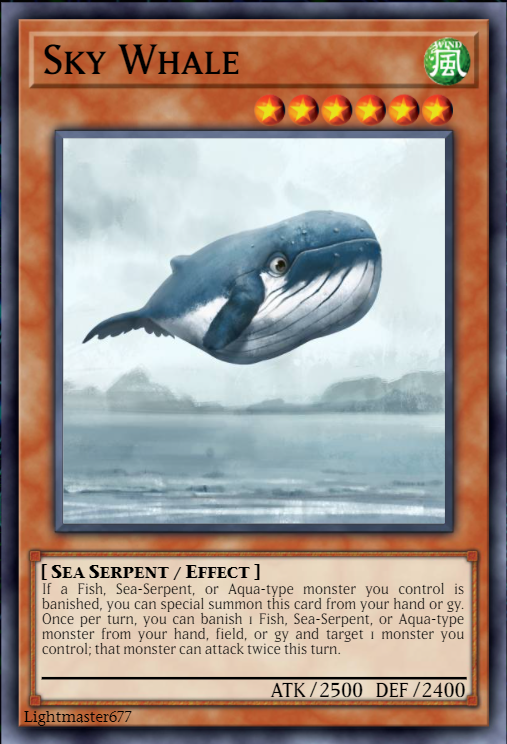 Sky Whale
WIND
風
[ Sea Serpent / Effect ]
If a Fish, Sea-Serpent, or Aqua-type monster you control is
banished, you can special summon this card from your hand or gy.
Once per turn, you can banish 1 Fish, Sea-Serpent, or Aqua-type
monster from your hand, field, or gy and target 1 monster you
control; that monster can attack twice this turn.
ATK/2500 DEF/2400
Lightmaster677